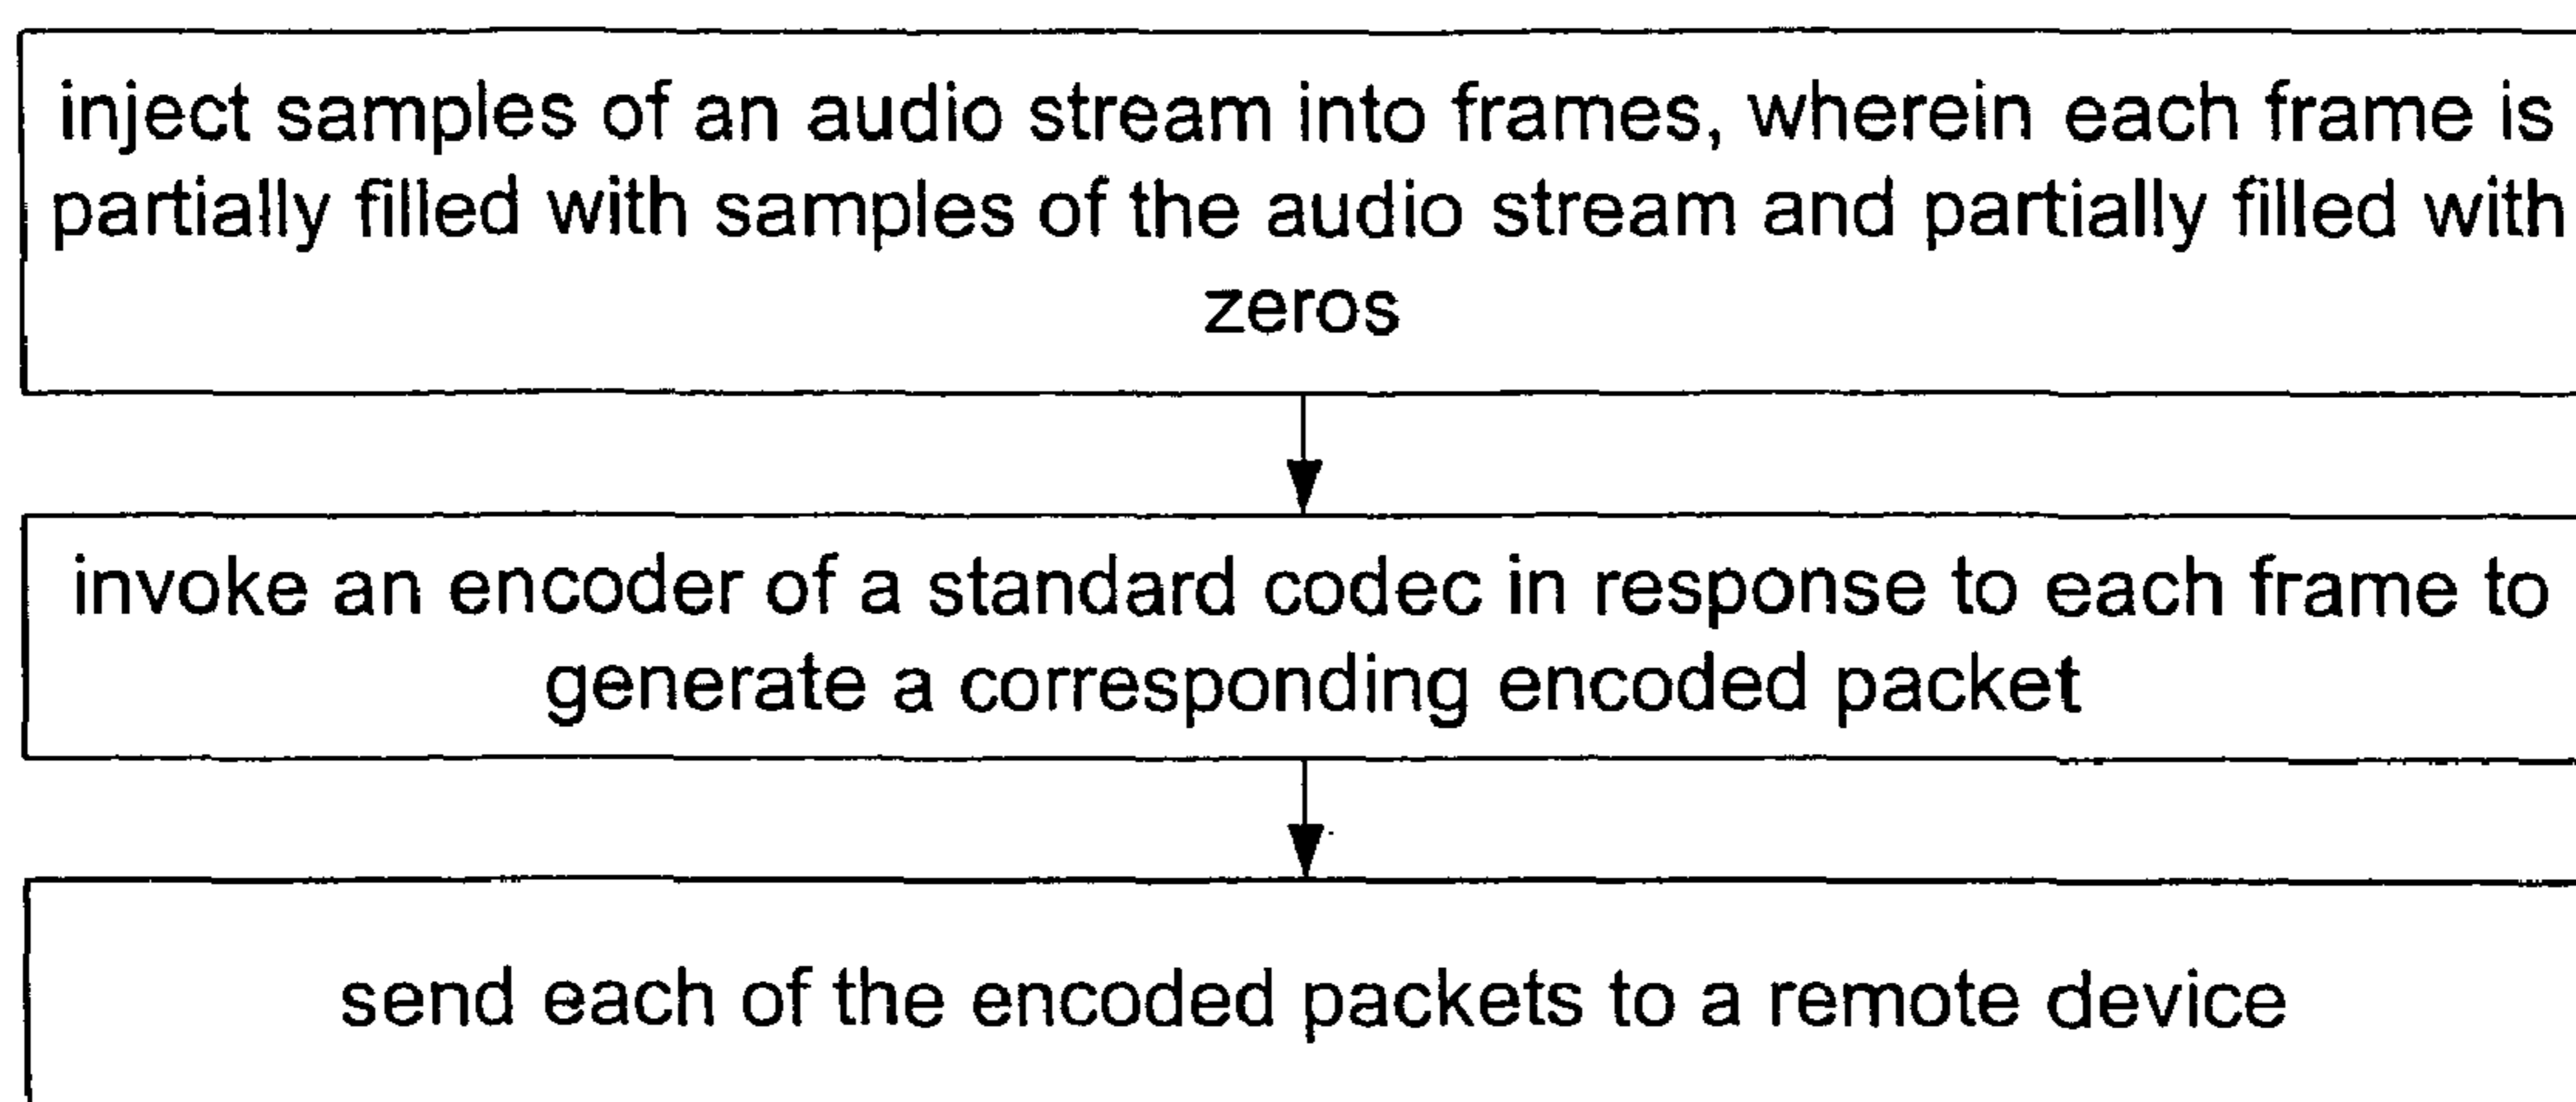 inject samples of an audio stream into frames, wherein each frame is
partially filled with samples of the audio stream and partially filled with
zeros
invoke an encoder of a standard codec in response to each frame to
generate a corresponding encoded packet
send each of the encoded packets to a remote device